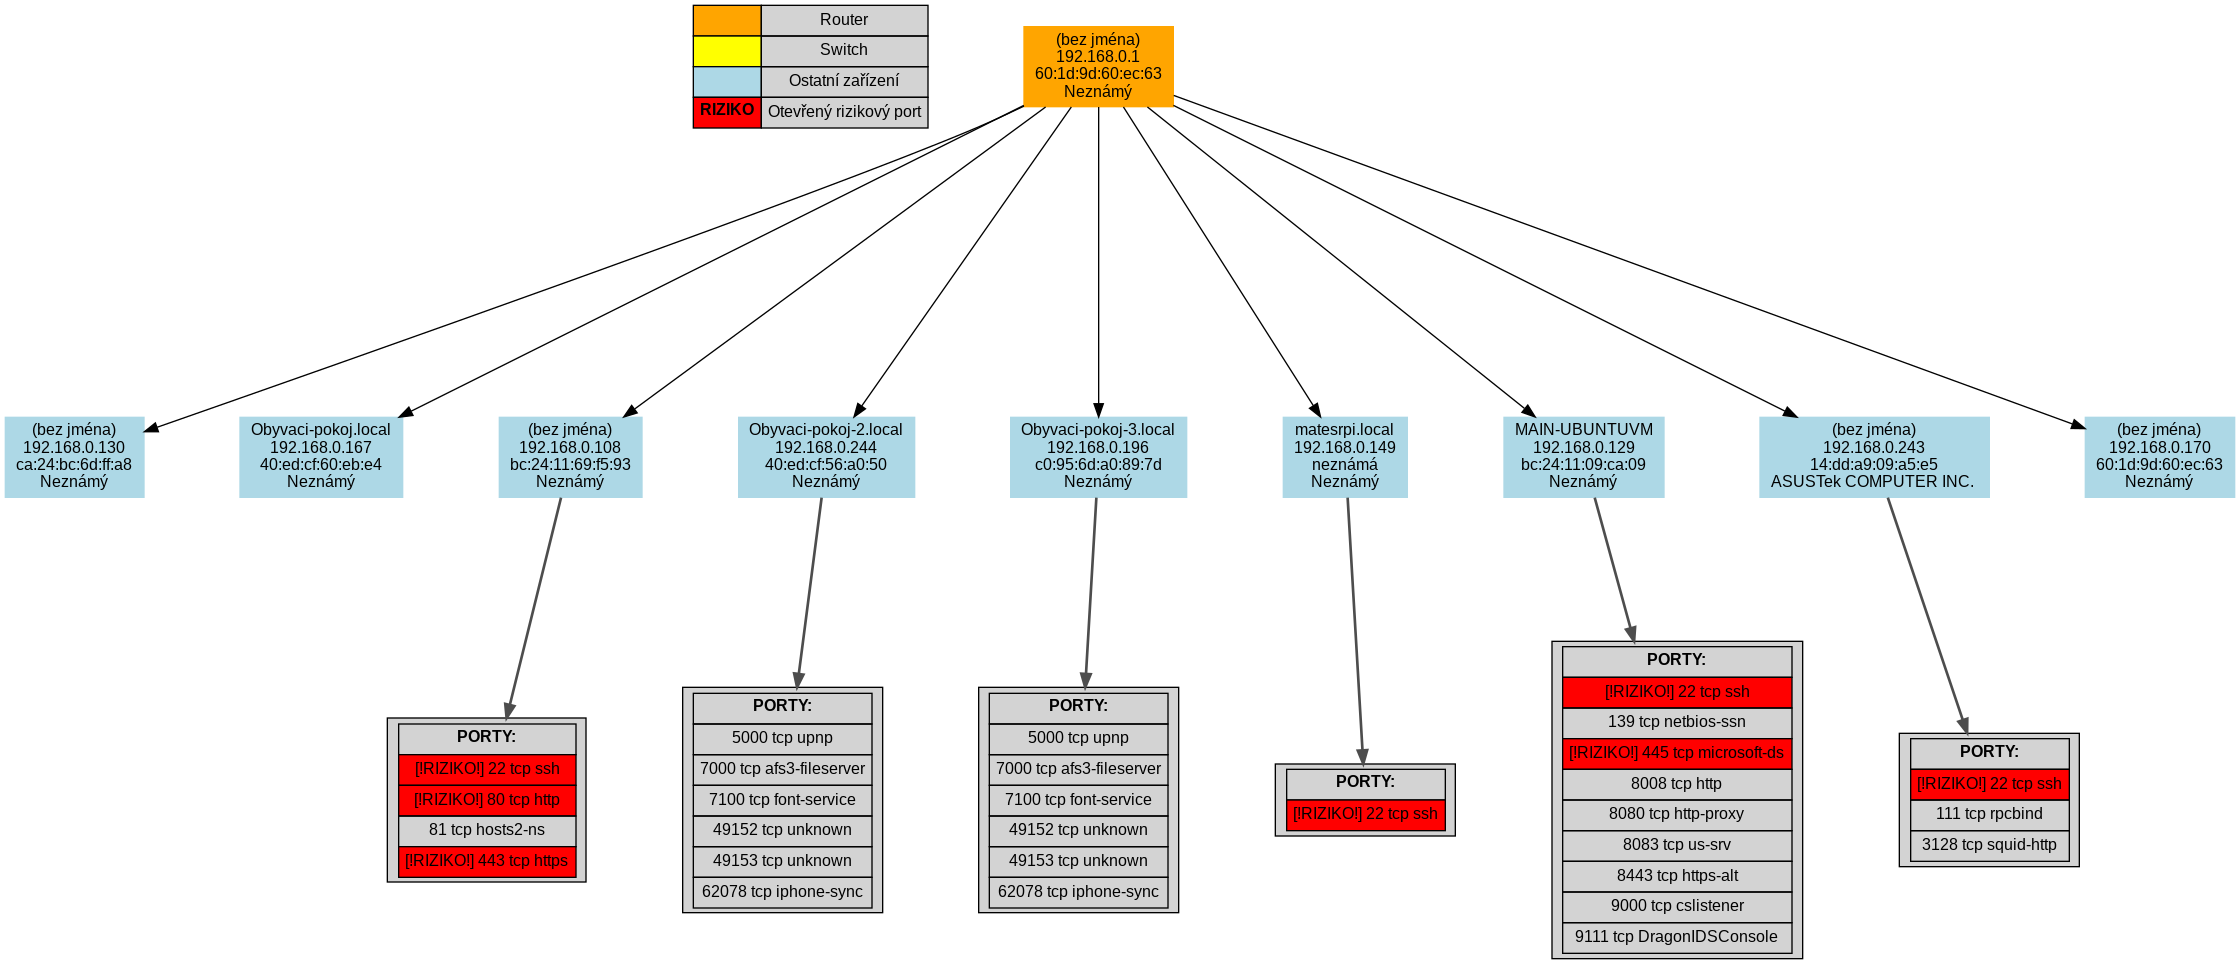 Router
Switch
Ostatní zařízení
RIZIKO
Otevřený rizikový port
(bez jména)
192.168.0.1
60:1d:9d:60:ec:63
Neznámý
(bez jména)
192.168.0.130
ca:24:bc:6d:ff:a8
Neznámý
Obyvaci-pokoj.local
192.168.0.167
40:ed:cf:60:eb:e4
Neznámý
(bez jména)
192.168.0.108
bc:24:11:69:f5:93
Neznámý
Obyvaci-pokoj-2.local
192.168.0.244
40:ed:cf:56:a0:50
Neznámý
Obyvaci-pokoj-3.local
192.168.0.196
c0:95:6d:a0:89:7d
Neznámý
matesrpi.local
192.168.0.149
neznámá
Neznámý
MAIN-UBUNTUVM
192.168.0.129
bc:24:11:09:ca:09
Neznámý
(bez jména)
192.168.0.243
14:dd:a9:09:a5:e5
ASUSTek COMPUTER INC.
(bez jména)
192.168.0.170
60:1d:9d:60:ec:63
Neznámý
PORTY:
[!RIZIKO!] 22 tcp ssh
[!RIZIKO!] 80 tcp http
81 tcp hosts2-ns
[!RIZIKO!] 443 tcp https
PORTY:
5000 tcp upnp
7000 tcp afs3-fileserver
7100 tcp font-service
49152 tcp unknown
49153 tcp unknown
62078 tcp iphone-sync
PORTY:
5000 tcp upnp
7000 tcp afs3-fileserver
7100 tcp font-service
49152 tcp unknown
49153 tcp unknown
62078 tcp iphone-sync
PORTY:
[!RIZIKO!] 22 tcp ssh
PORTY:
[!RIZIKO!] 22 tcp ssh
139 tcp netbios-ssn
[!RIZIKO!] 445 tcp microsoft-ds
8008 tcp http
8080 tcp http-proxy
8083 tcp us-srv
8443 tcp https-alt
9000 tcp cslistener
9111 tcp DragonIDSConsole
PORTY:
[!RIZIKO!] 22 tcp ssh
111 tcp rpcbind
3128 tcp squid-http